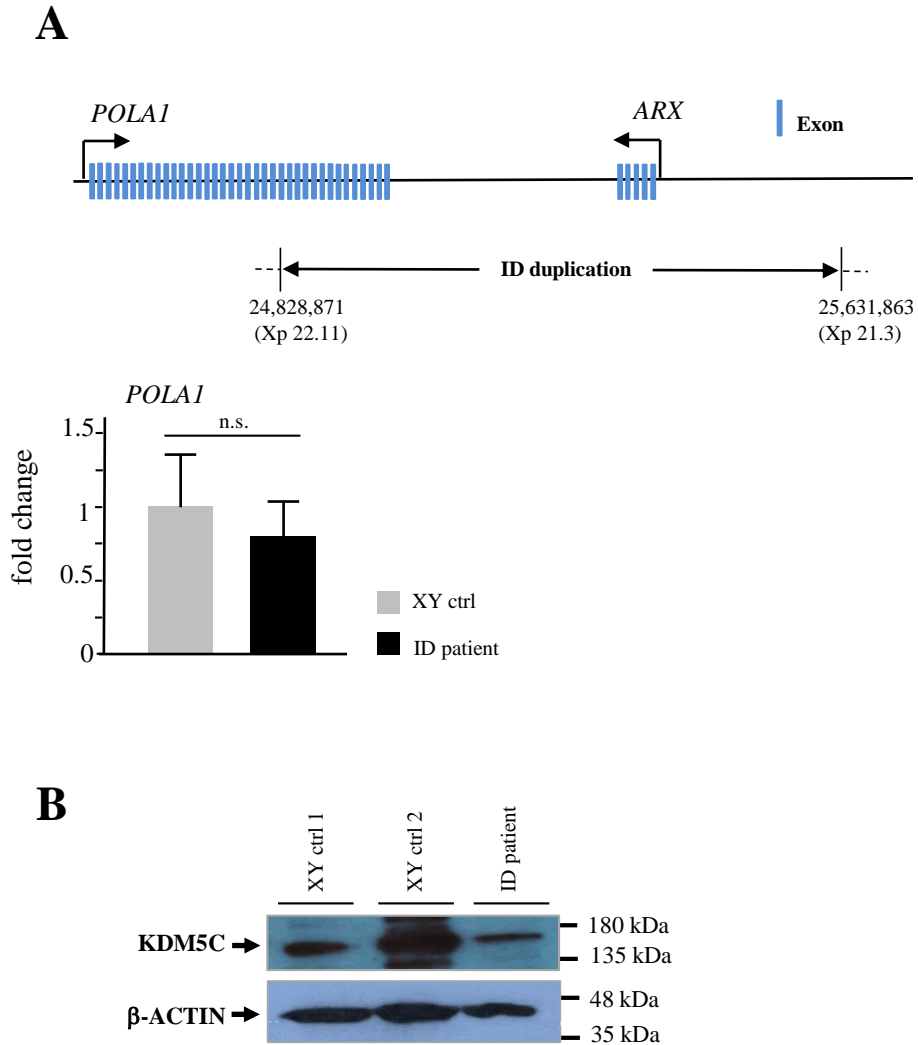 A
POLA1
ARX
Exon
ID duplication
24,828,871
(Xp 22.11)
25,631,863
(Xp 21.3)
POLA1
n.s.
1.5
1
0.5
0
fold change
XY ctrl
ID patient
B
XY ctrl 1
XY ctrl 2
ID patient
KDM5C
180 kDa
135 kDa
β-ACTIN
48 kDa
35 kDa